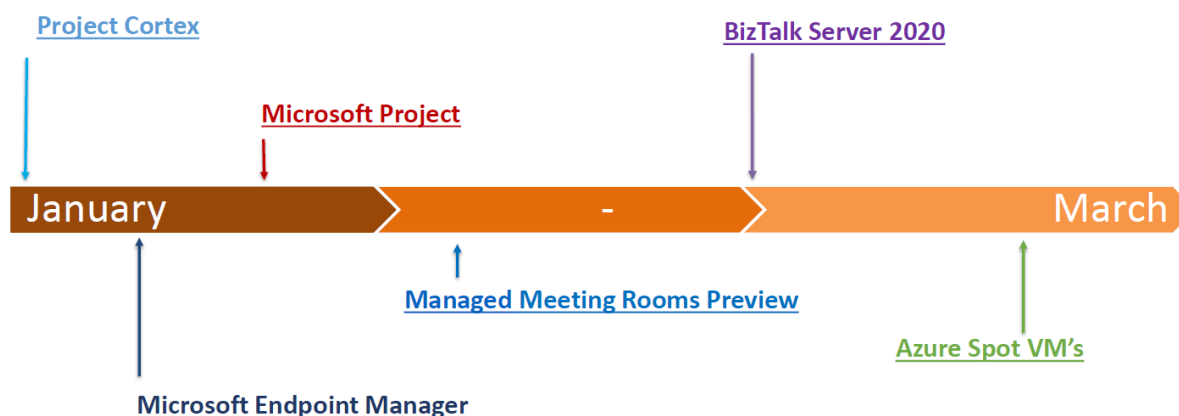 Project Cortex
BizTalk Server 2020
Microsoft Project
January
-
March
Managed Meeting Rooms Preview
Azure Spot VM’s
Microsoft Endpoint Manager